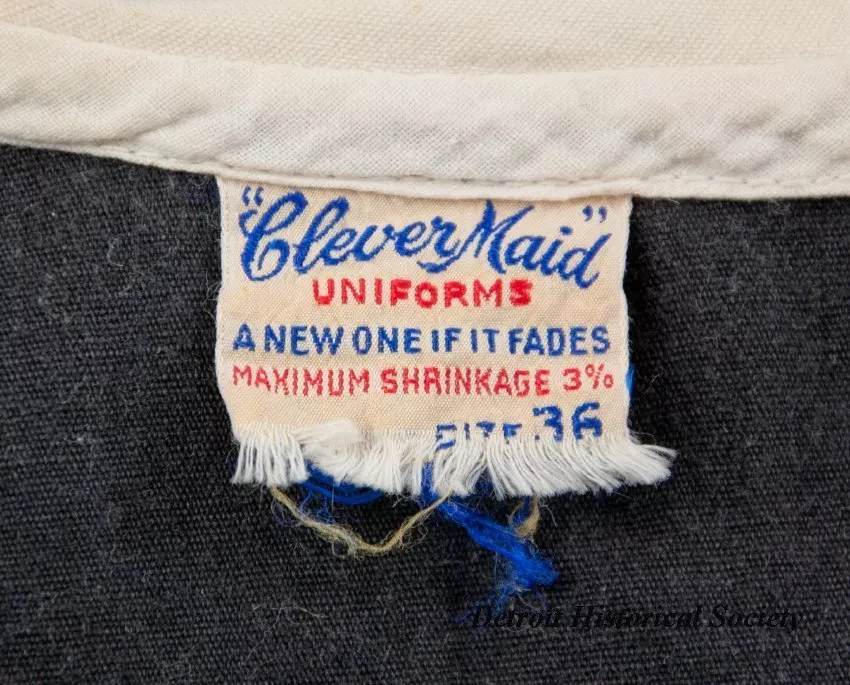 "Clever Maid"
UNIFORMS
A NEW ONE IF IT FADES
MAXIMUM SHRINKAGE 3%
SIZE 36
Detroit Historical Society